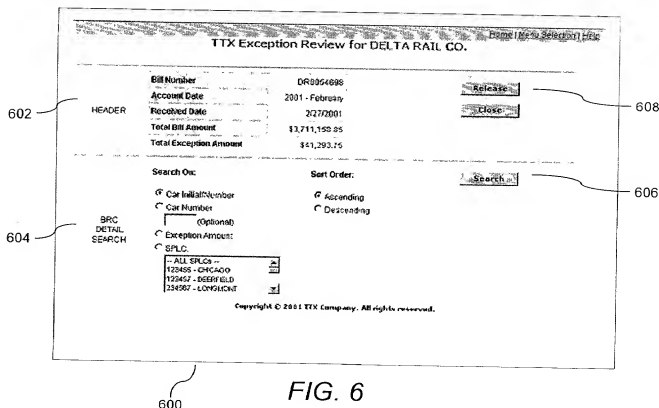 Home | Menu Selection | Help
TTX Exception Review for DELTA RAIL CO.
602
HEADER
Bill Number DR0054698
Account Date 2001 - February
Received Date 2/27/2001
Total Bill Amount $3,711,158.85
Total Exception Amount $41,293.75
Release
608
Close
Search On: Sort Order:
Search
606
Car Initial/Number Ascending
Car Number Descending
(Optional)
604
BRC
DETAIL
SEARCH
Exception Amount
SPLC:
-- ALL SPLCs --
123456 - CHICAGO
123457 - DEERFIELD
234567 - LONGMONT
Copyright © 2001 TTX Company. All rights reserved.
600
FIG. 6